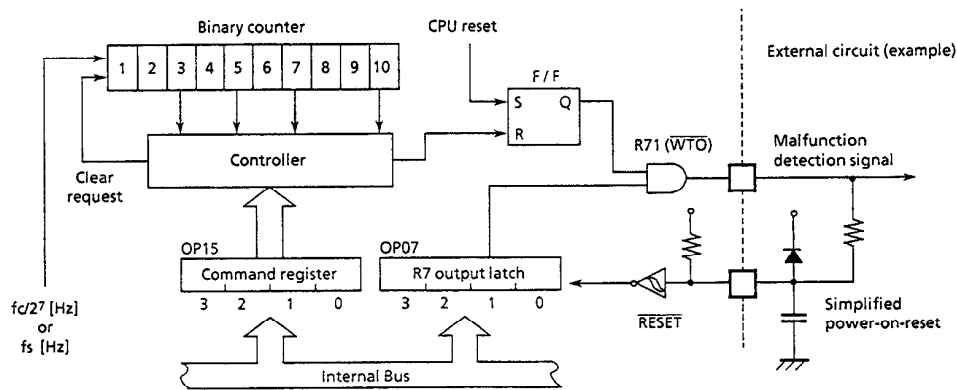 Binary counter
CPU reset
External circuit (example)
1 2 3 4 5 6 7 8 9 10
F / F
S Q
R
R71 (W̅T̅O̅)
Malfunction
detection signal
Controller
Clear
request
OP15
OP07
Command register
R7 output latch
3 2 1 0
3 2 1 0
R̅E̅S̅E̅T̅
Simplified
power-on-reset
fc/2⁷ [Hz]
or
fs [Hz]
Internal Bus